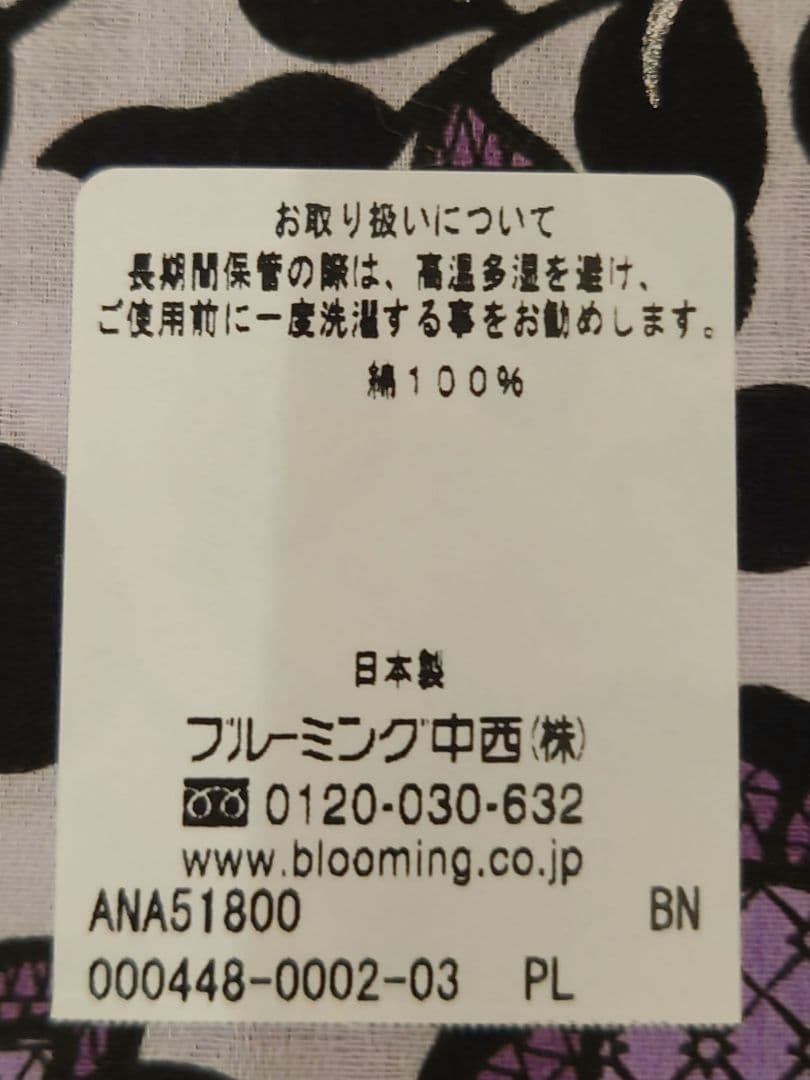 お取り扱いについて
長期間保管の際は、高温多湿を避け、
ご使用前に一度洗濯する事をお勧めします。
綿100%
日本製
ブルーミング中西(株)
0120-030-632
www.blooming.co.jp
ANA51800 BN
000448-0002-03 PL